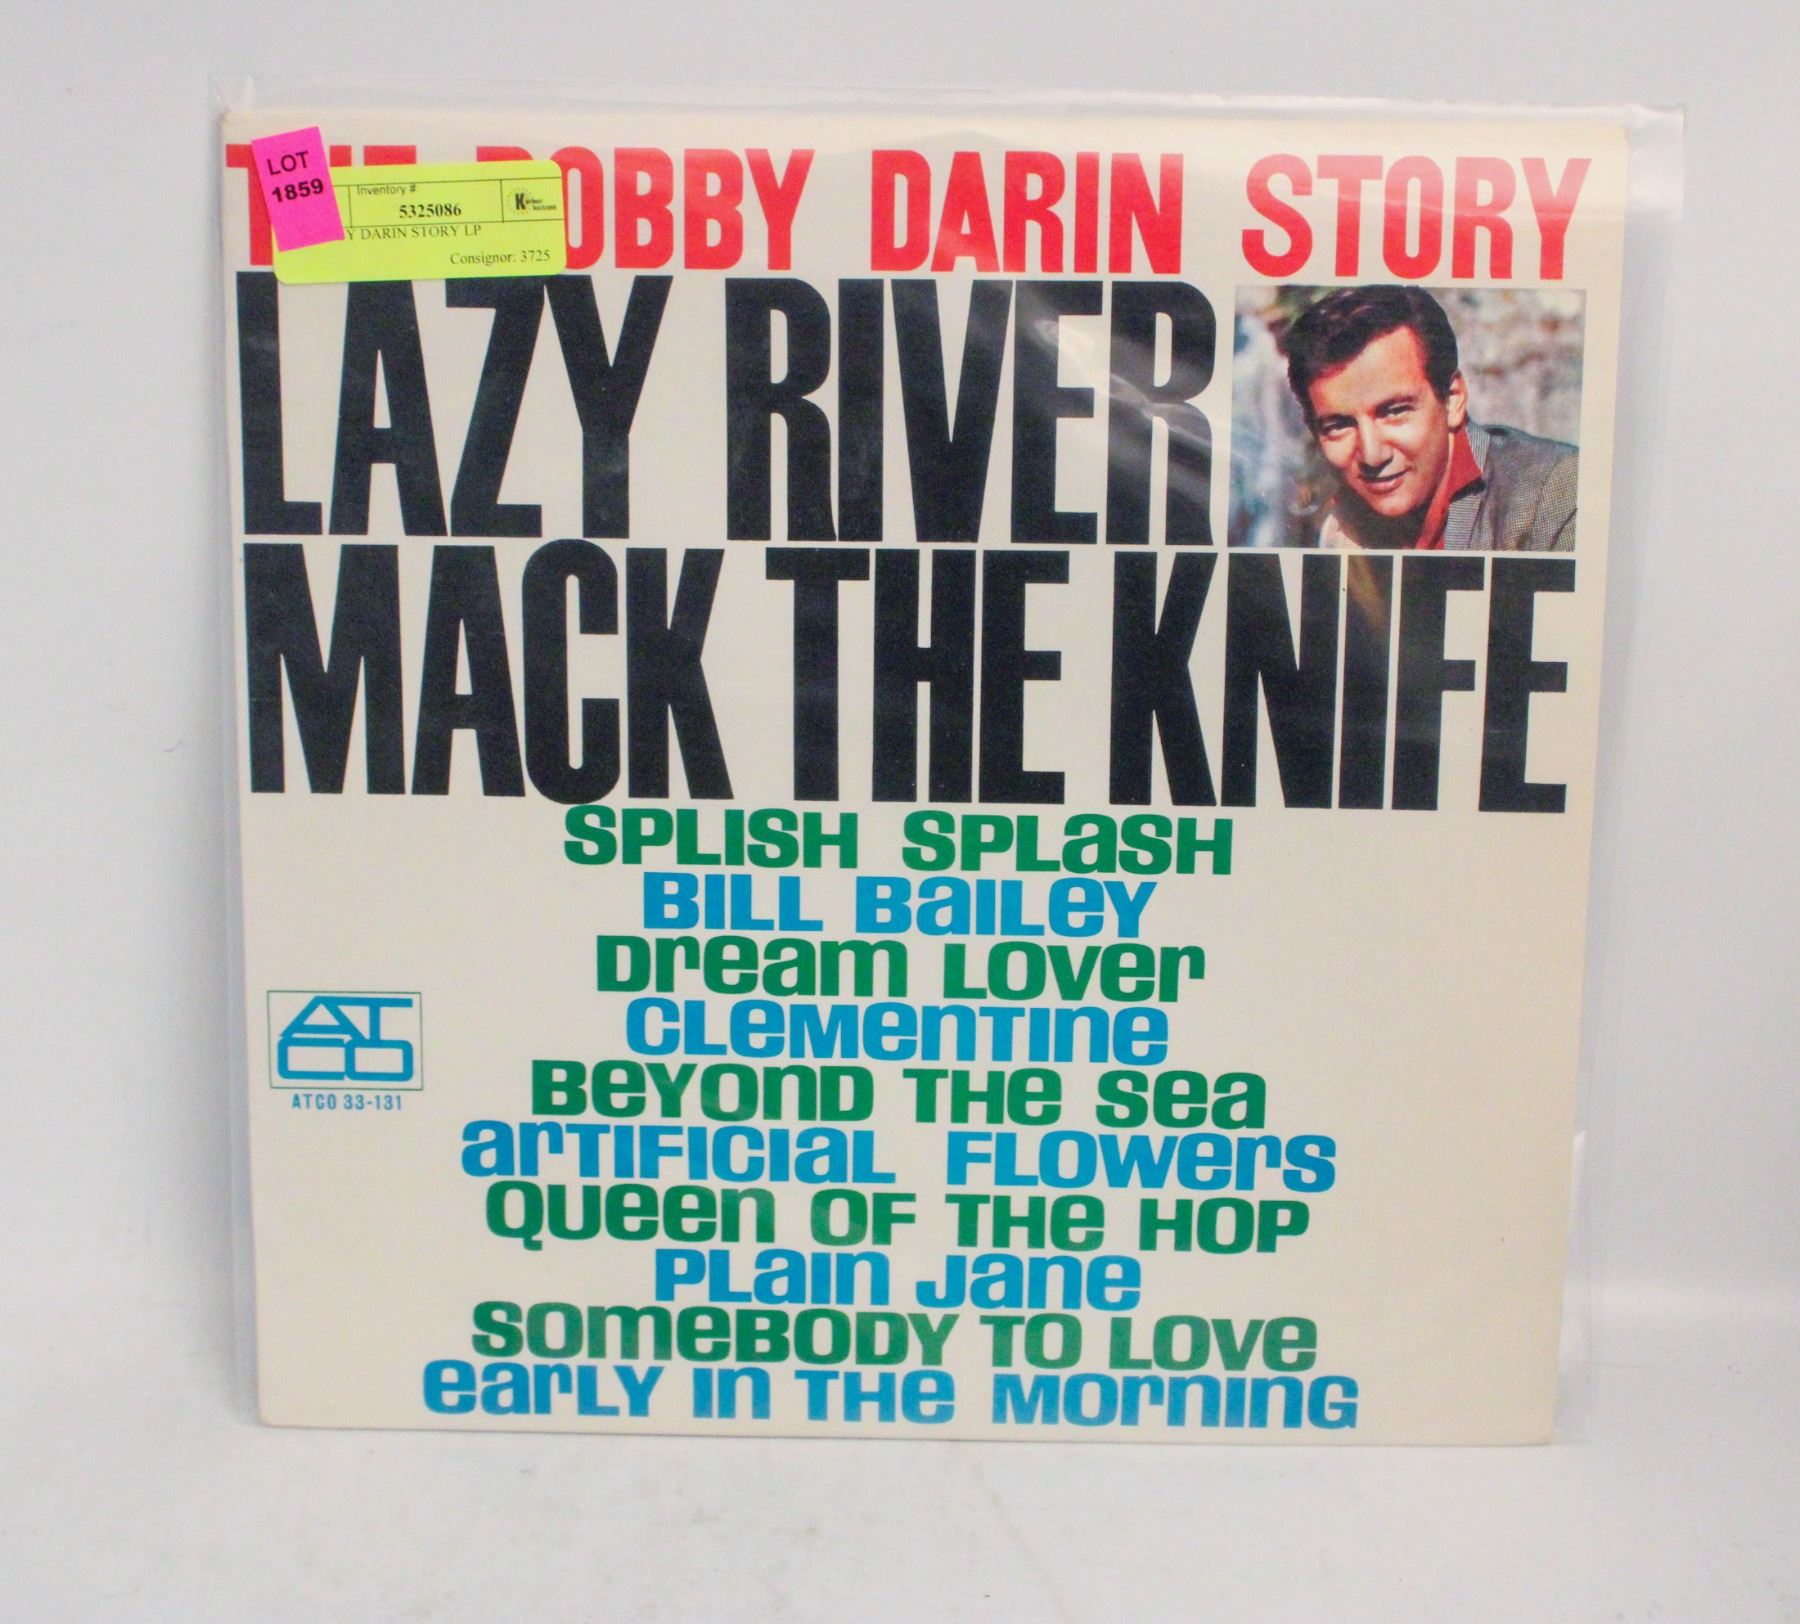 LOT
1859
Inventory #
5325086
Y DARIN STORY LP
Consignor: 3725
DARIN STORY
LAZY RIVER
MACK THE KNIFE
SPLISH SPLaSH
BILL BaILeY
Dream LOver
CLeMenTIne
BeYOnD THe sea
arTIFICIaL FLOWers
QUeen OF THe HOP
PLaIn Jane
SOmeBODY TO LOVe
earLY In THe MOrnInG
ATCO
ATCO 33-131